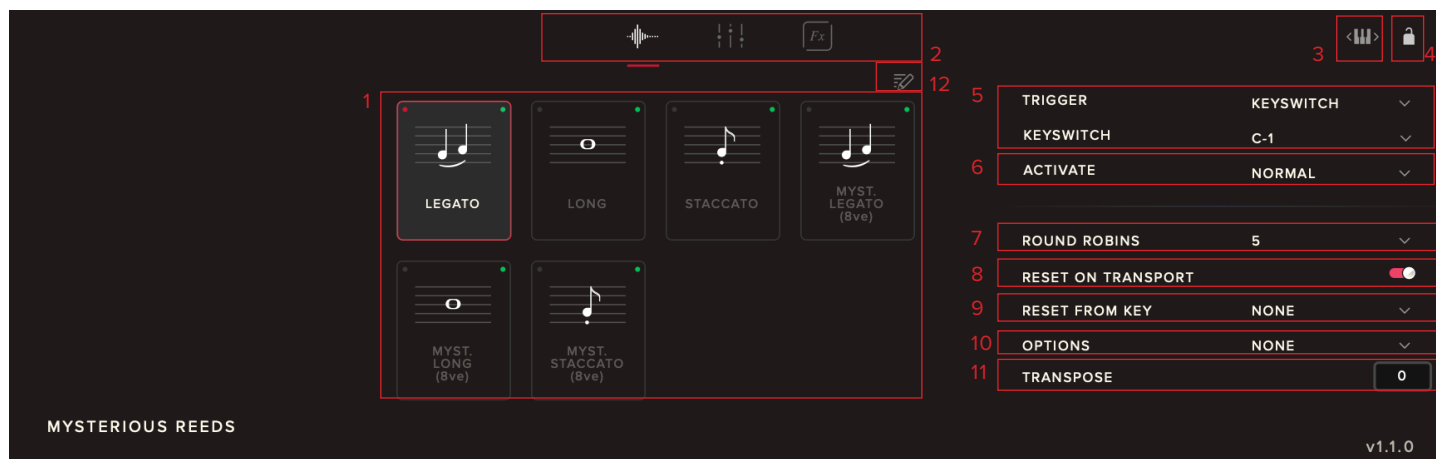 Fx
3
4
2
12
1
5 TRIGGER KEYSWITCH
KEYSWITCH C-1
6 ACTIVATE NORMAL
LEGATO LONG STACCATO MYST.
LEGATO
(8ve)
7 ROUND ROBINS 5
8 RESET ON TRANSPORT
9 RESET FROM KEY NONE
10 OPTIONS NONE
11 TRANSPOSE 0
MYST.
LONG
(8ve)
MYST.
STACCATO
(8ve)
MYSTERIOUS REEDS
v1.1.0